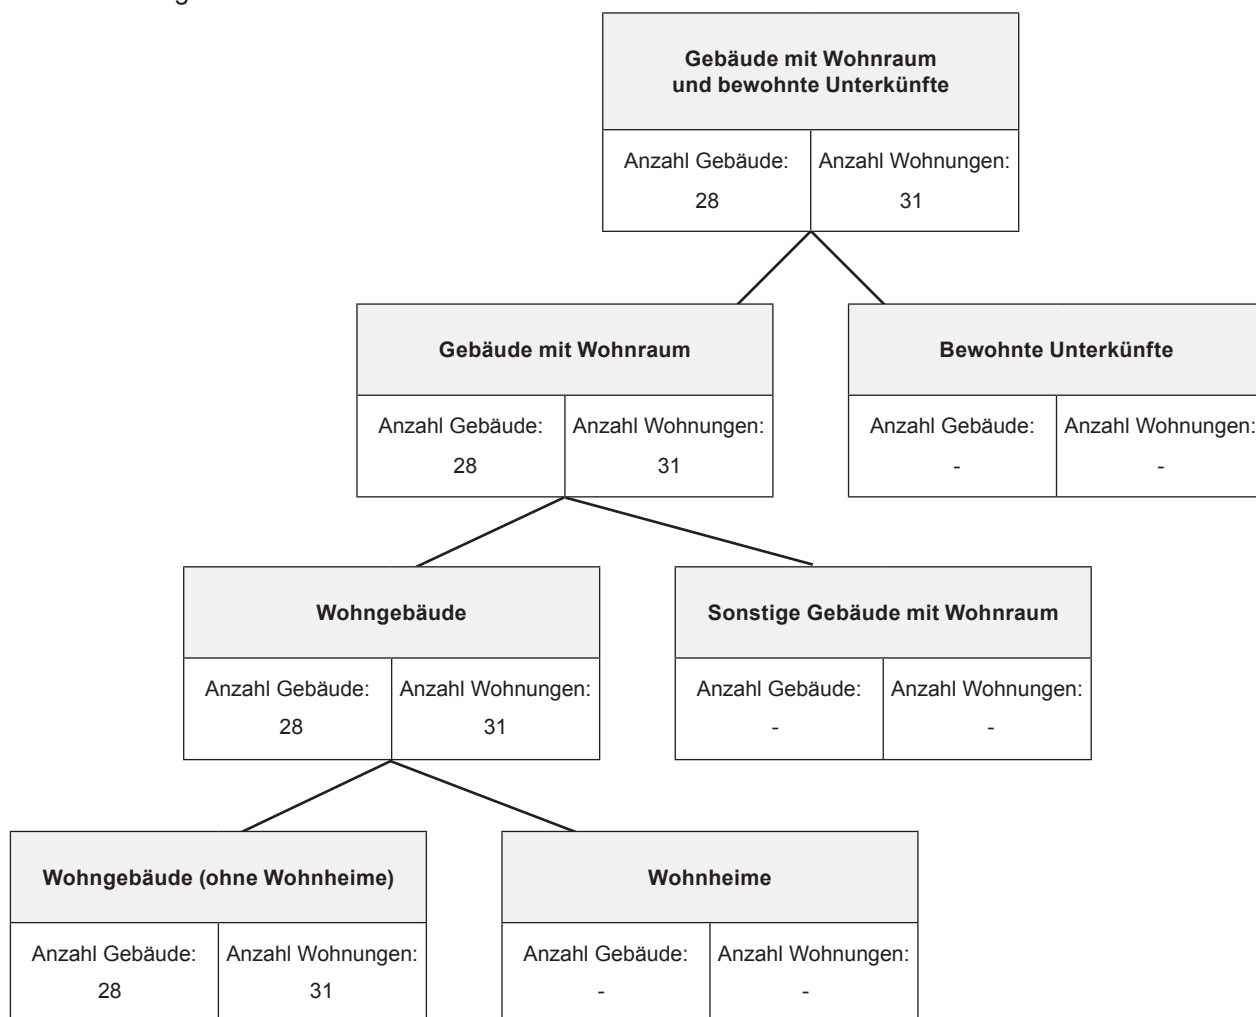 Gebäude mit Wohnraum
und bewohnte Unterkünfte
Anzahl Gebäude: Anzahl Wohnungen:
28 31
Gebäude mit Wohnraum Bewohnte Unterkünfte
Anzahl Gebäude: Anzahl Wohnungen: Anzahl Gebäude: Anzahl Wohnungen:
28 31 - -
Wohngebäude Sonstige Gebäude mit Wohnraum
Anzahl Gebäude: Anzahl Wohnungen: Anzahl Gebäude: Anzahl Wohnungen:
28 31 - -
Wohngebäude (ohne Wohnheime) Wohnheime
Anzahl Gebäude: Anzahl Wohnungen: Anzahl Gebäude: Anzahl Wohnungen:
28 31 - -